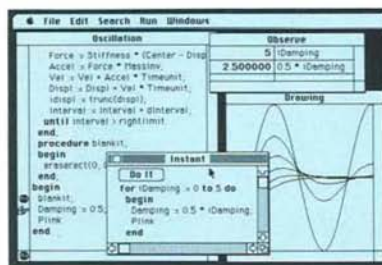 File Edit Search Run Windows
Oscillation
Force := Stiffness * (Center - Disp
Accel := Force * MassInv;
Vel := Vel + Accel * Timeunit;
Displ := Displ + Vel * Timeunit;
idispl := trunc(displ);
interval := interval + dInterval;
until interval > rightlimit;
end;
procedure blankit;
begin
eraserect(0,
end;
begin
blankit;
Damping := 0.5;
Plink
end.
Observe
5 iDamping
2.500000 0.5 * iDamping
Drawing
Instant
Do It
for iDamping := 0 to 5 do
begin
Damping := 0.5 * iDamping;
Plink
end